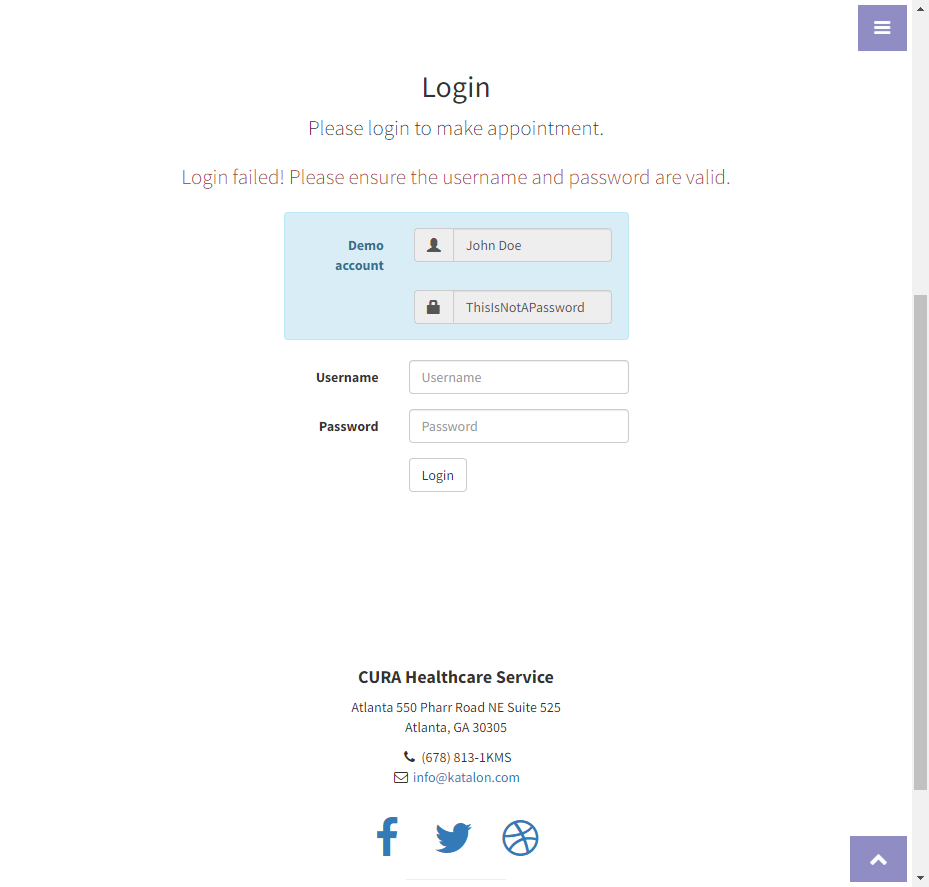 Login
Please login to make appointment.
Login failed! Please ensure the username and password are valid.
Demo
account
John Doe
ThisIsNotAPassword
Username
Username
Password
Password
Login
CURA Healthcare Service
Atlanta 550 Pharr Road NE Suite 525
Atlanta, GA 30305
(678) 813-1KMS
info@katalon.com